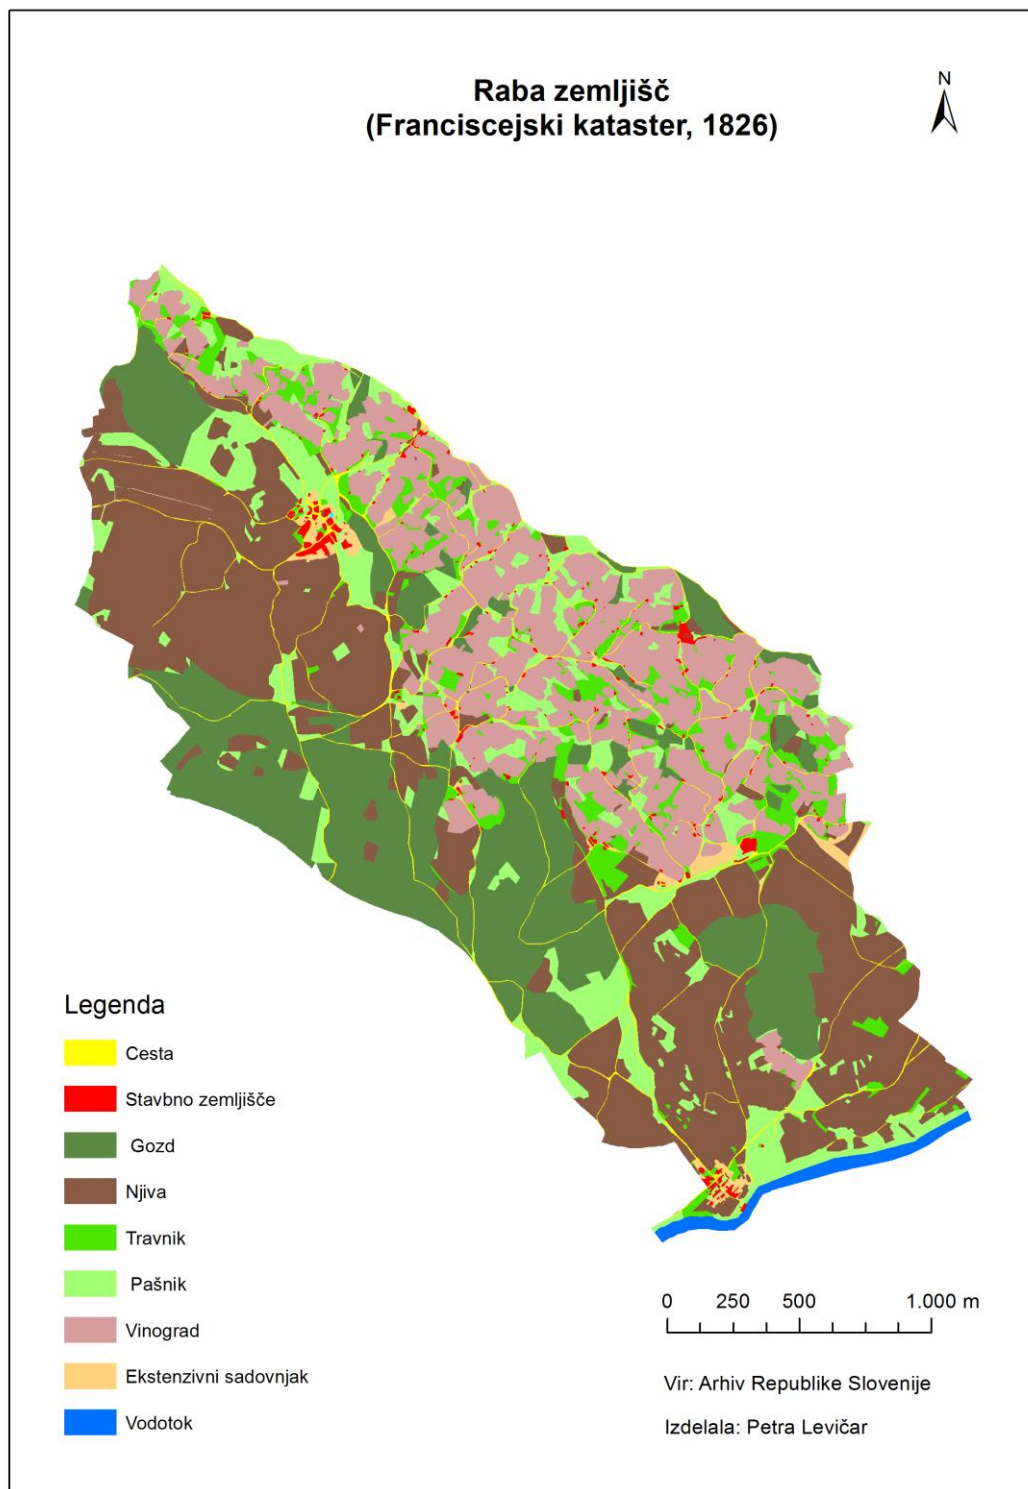 Raba zemljišč
(Franciscejski kataster, 1826)
N
Legenda
Cesta
Stavbno zemljišče
Gozd
Njiva
Travnik
Pašnik
Vinograd
Ekstenzivni sadovnjak
Vodotok
0 250 500 1.000 m
Vir: Arhiv Republike Slovenije
Izdelala: Petra Levičar